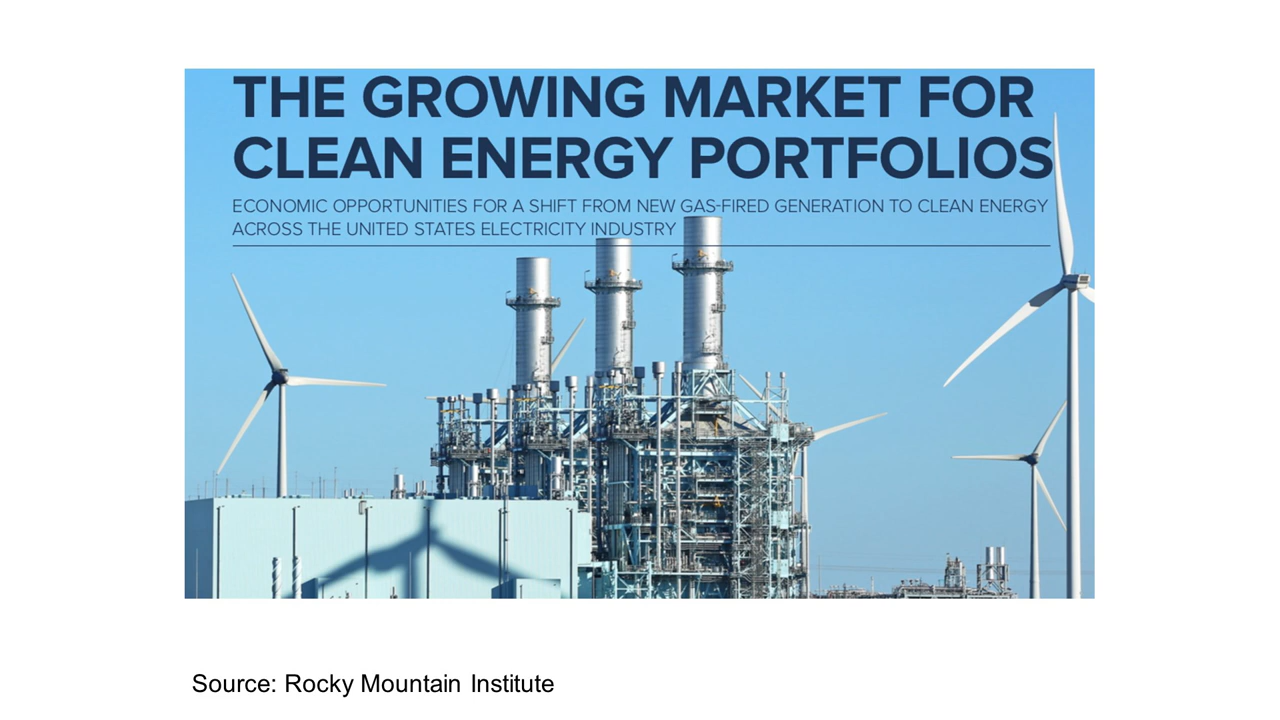 THE GROWING MARKET FOR
CLEAN ENERGY PORTFOLIOS
ECONOMIC OPPORTUNITIES FOR A SHIFT FROM NEW GAS-FIRED GENERATION TO CLEAN ENERGY
ACROSS THE UNITED STATES ELECTRICITY INDUSTRY
Source: Rocky Mountain Institute